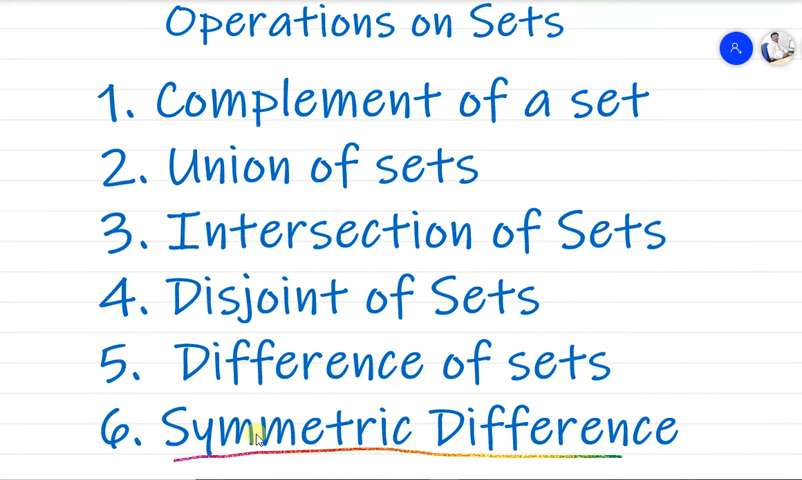 Operations on Sets
1. Complement of a set
2. Union of sets
3. Intersection of Sets
4. Disjoint of Sets
5. Difference of sets
6. Symmetric Difference